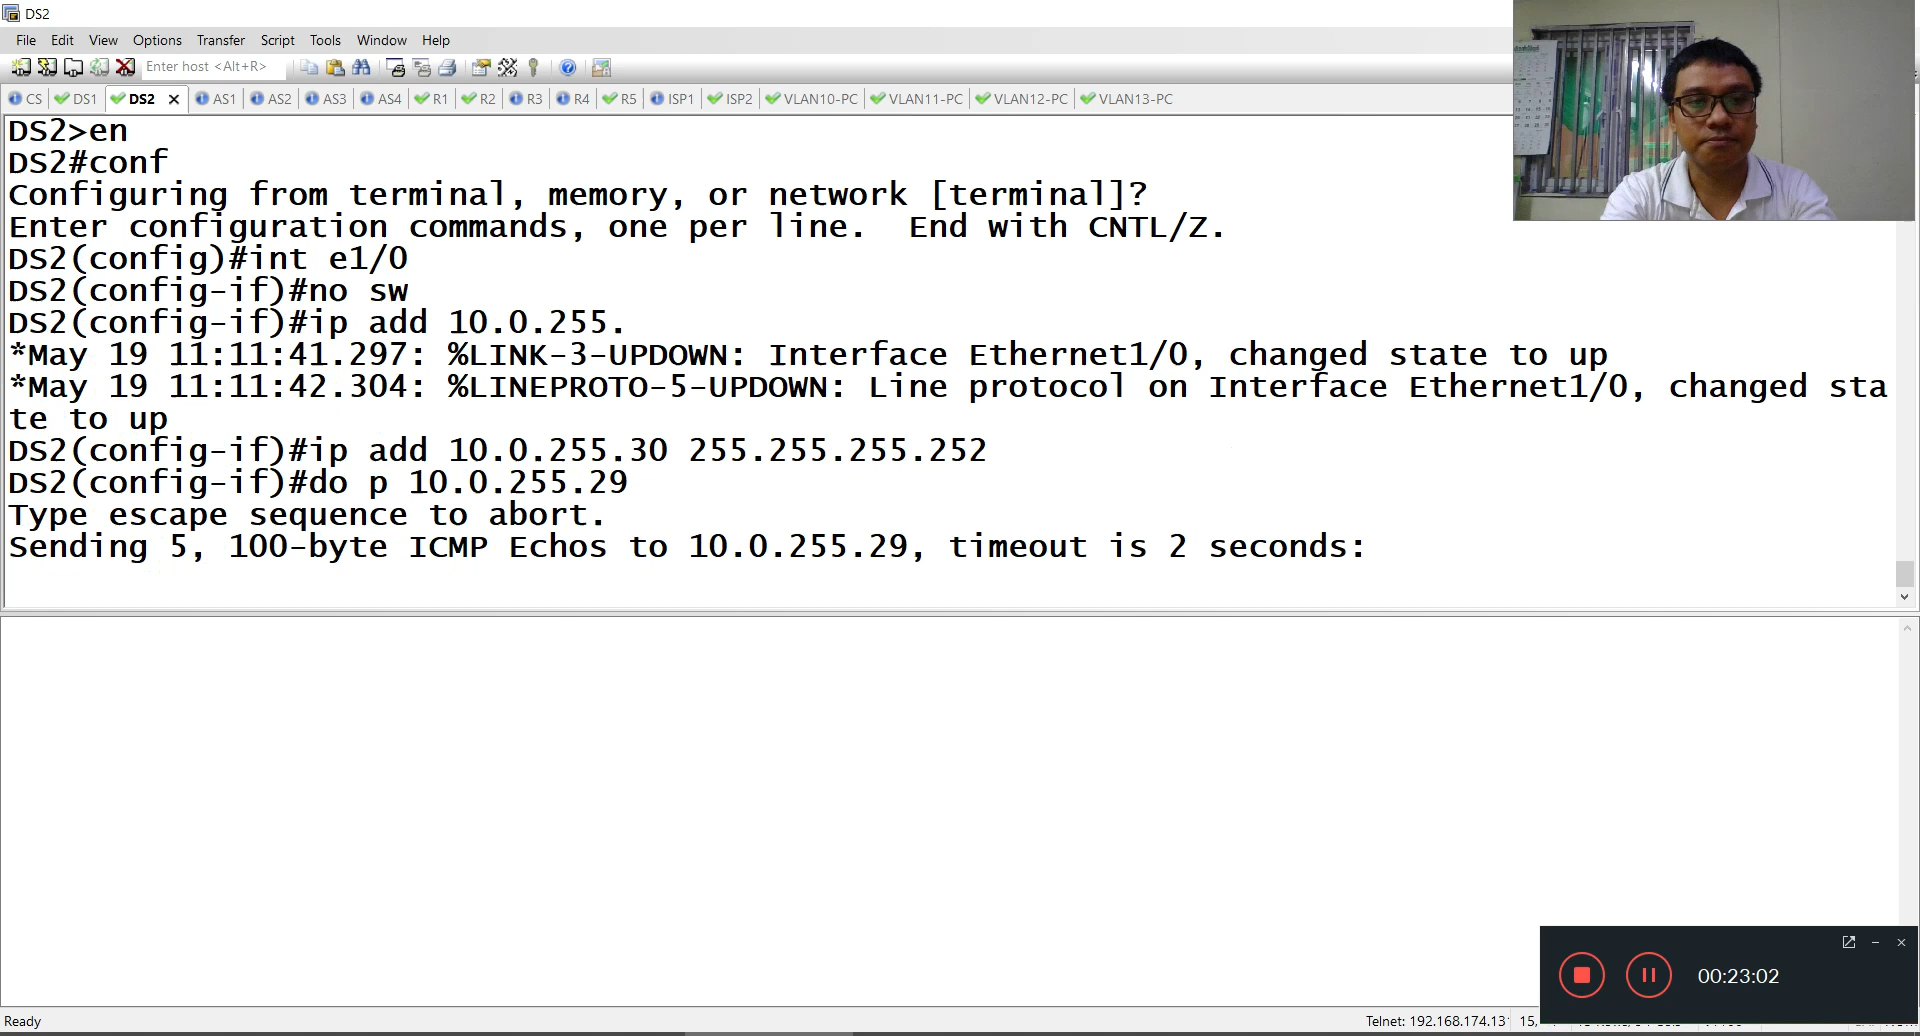 DS2
File Edit View Options Transfer Script Tools Window Help
Enter host <Alt+R>
CS DS1 DS2 AS1 AS2 AS3 AS4 R1 R2 R3 R4 R5 ISP1 ISP2 VLAN10-PC VLAN11-PC VLAN12-PC VLAN13-PC
DS2>en
DS2#conf
Configuring from terminal, memory, or network [terminal]?
Enter configuration commands, one per line.  End with CNTL/Z.
DS2(config)#int e1/0
DS2(config-if)#no sw
DS2(config-if)#ip add 10.0.255.
*May 19 11:11:41.297: %LINK-3-UPDOWN: Interface Ethernet1/0, changed state to up
*May 19 11:11:42.304: %LINEPROTO-5-UPDOWN: Line protocol on Interface Ethernet1/0, changed sta
te to up
DS2(config-if)#ip add 10.0.255.30 255.255.255.252
DS2(config-if)#do p 10.0.255.29
Type escape sequence to abort.
Sending 5, 100-byte ICMP Echos to 10.0.255.29, timeout is 2 seconds:
00:23:02
Ready
Telnet: 192.168.174.13 15,